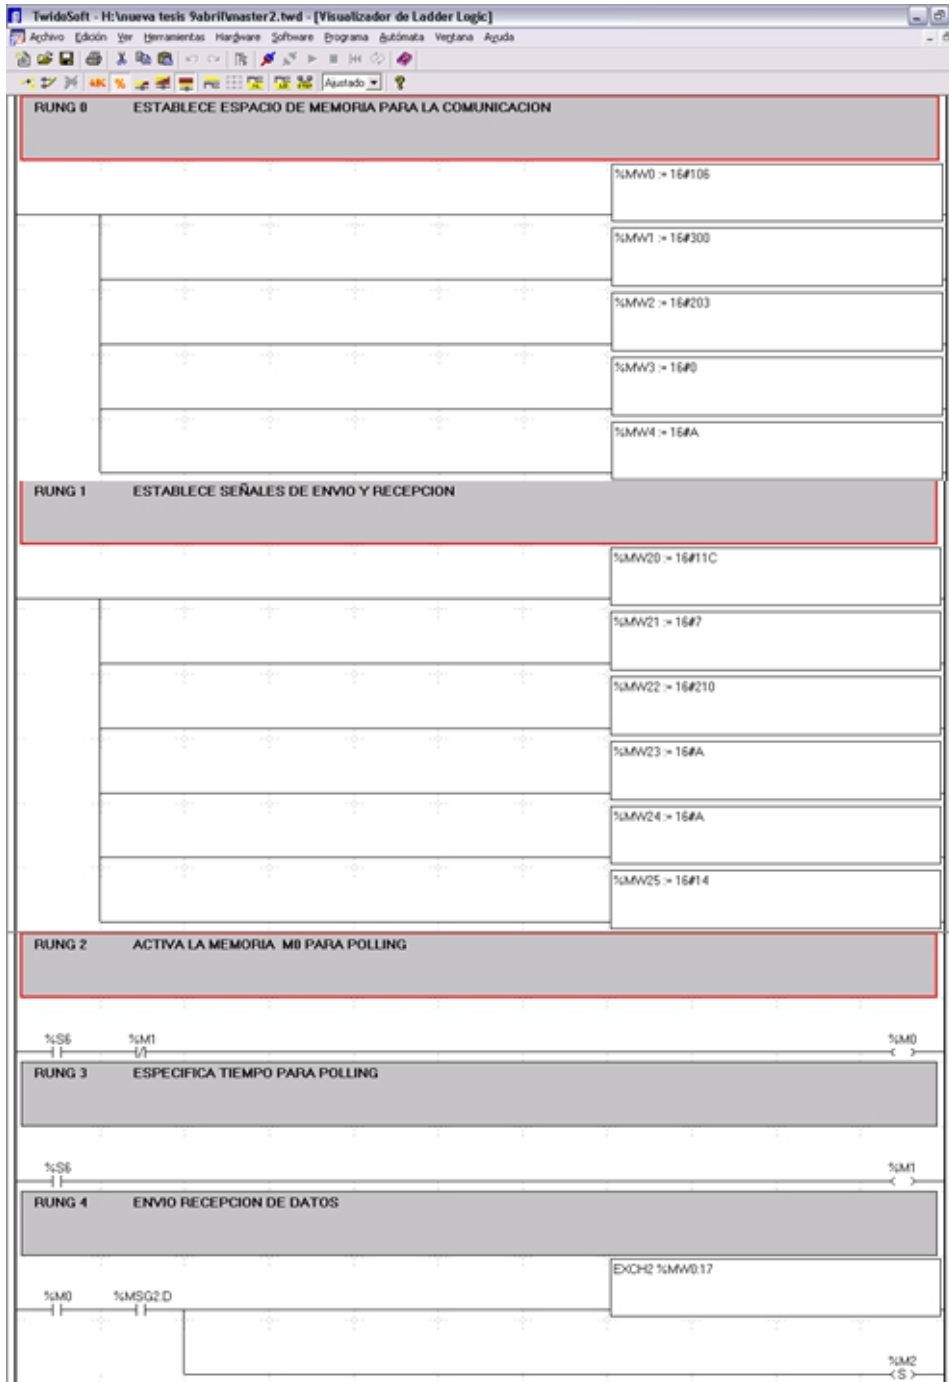 TwidoSoft - H:\nueva tesis 9abril\master2.twd - [Visualizador de Ladder Logic]
Archivo Edición Ver Herramientas Hardware Software Programa Autómata Ventana Ayuda
ABC % Ajustado ?
RUNG 0 ESTABLECE ESPACIO DE MEMORIA PARA LA COMUNICACION
%MW0 := 16#106
%MW1 := 16#300
%MW2 := 16#203
%MW3 := 16#0
%MW4 := 16#A
RUNG 1 ESTABLECE SEÑALES DE ENVIO Y RECEPCION
%MW20 := 16#11C
%MW21 := 16#7
%MW22 := 16#210
%MW23 := 16#A
%MW24 := 16#A
%MW25 := 16#14
RUNG 2 ACTIVA LA MEMORIA M0 PARA POLLING
%S6 %M1 %M0
RUNG 3 ESPECIFICA TIEMPO PARA POLLING
%S6 %M1
RUNG 4 ENVIO RECEPCION DE DATOS
EXCH2 %MW0:17
%M0 %MSG2.D
%M2
S